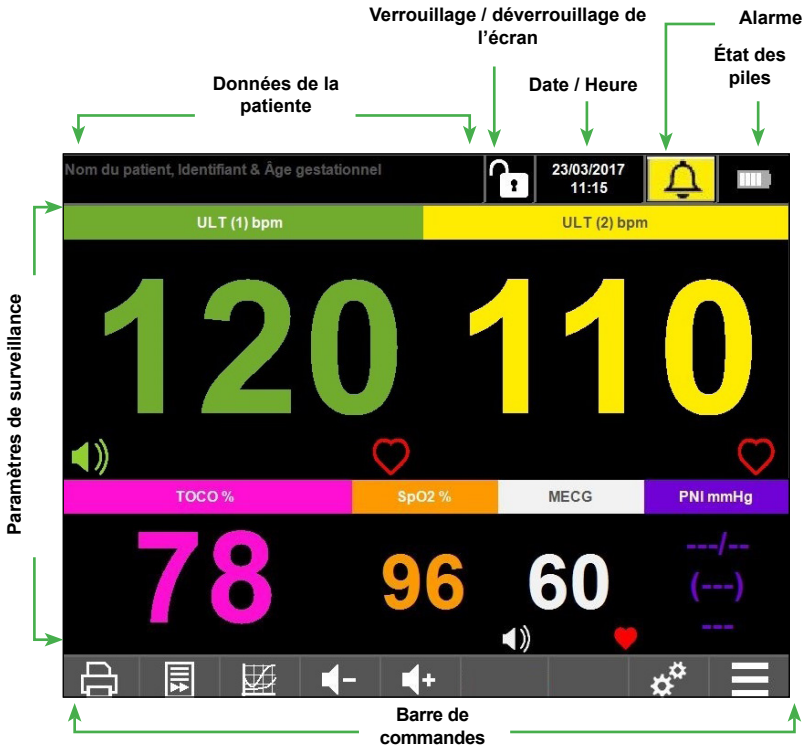 Verrouillage / déverrouillage de
l'écran
Alarme
État des
piles
Données de la
patiente
Date / Heure
Nom du patient, Identifiant & Âge gestationnel
23/03/2017
11:15
Paramètres de surveillance
ULT (1) bpm
ULT (2) bpm
120
110
TOCO %
SpO2 %
MECG
PNI mmHg
78
96
60
---/--
(---)
---
Barre de
commandes